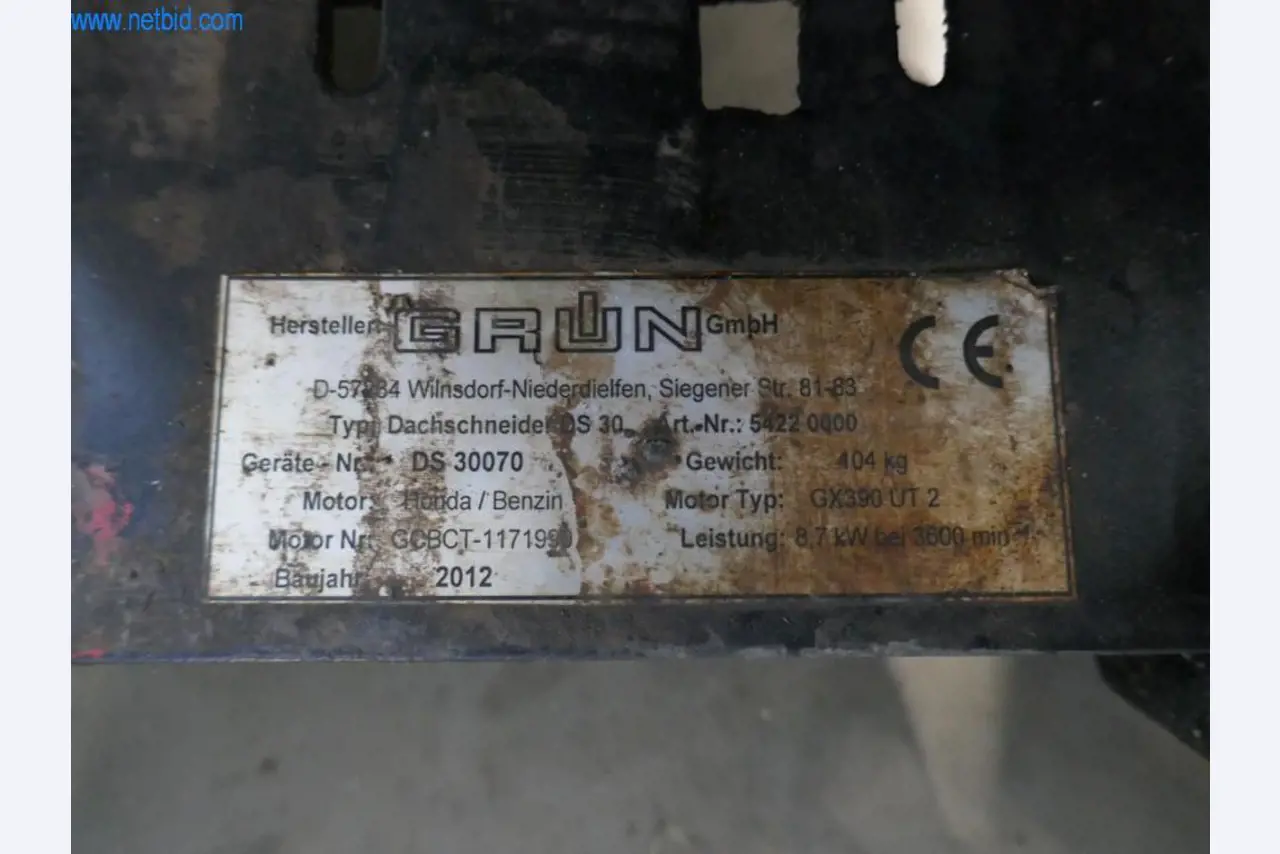 www.netbid.com
Hersteller: GRÜN GmbH CE
D-57234 Wilnsdorf-Niederdielfen, Siegener Str. 81-83
Typ: Dachschneider DS 30 Art.-Nr.: 5422 0000
Geräte - Nr.: DS 30070 Gewicht: 104 kg
Motor: Honda / Benzin Motor Typ: GX390 UT 2
Motor Nr: Leistung: 8,7 kW bei 3600 min-1
Baujahr 2012